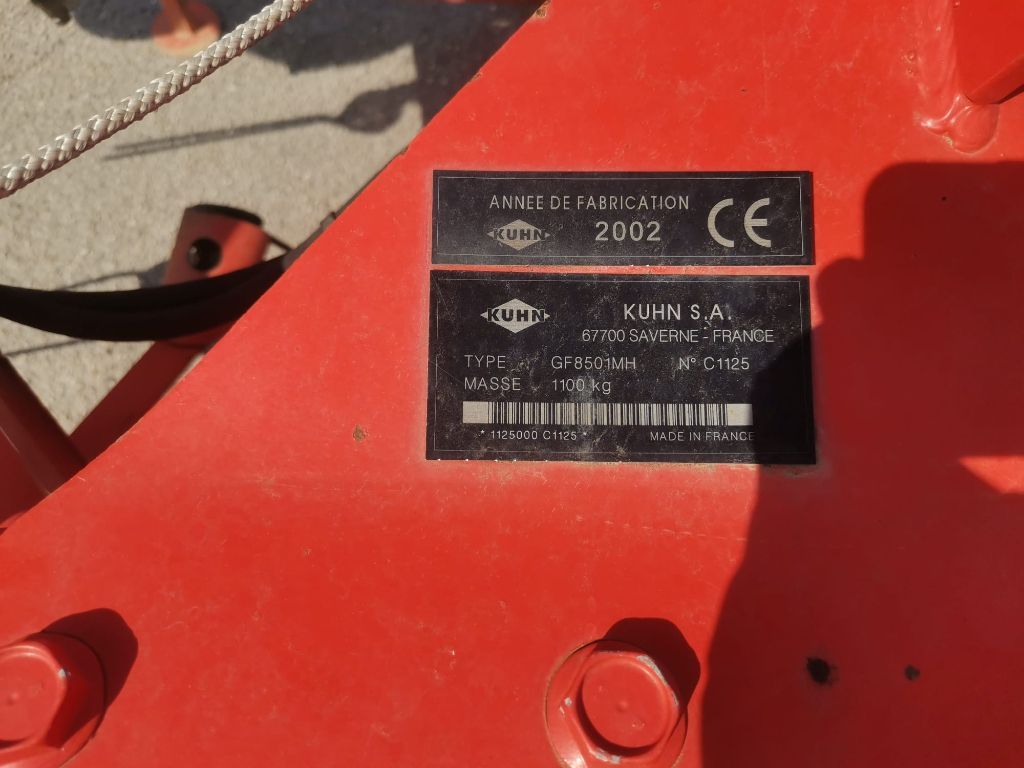 ANNEE DE FABRICATION
KUHN 2002 CE
KUHN KUHN S.A.
67700 SAVERNE - FRANCE
TYPE GF8501MH N° C1125
MASSE 1100 kg
* 1125000 C1125 * MADE IN FRANCE